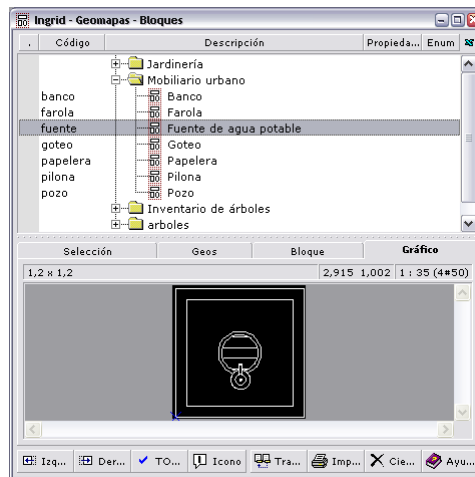 Ingrid - Geomapas - Bloques
. Código Descripción Propieda... Enum
Jardinería
Mobiliario urbano
banco Banco
farola Farola
fuente Fuente de agua potable
goteo Goteo
papelera Papelera
pilona Pilona
pozo Pozo
Inventario de árboles
arboles
Selección Geos Bloque Gráfico
1,2 x 1,2 2,915 1,002 1 : 35 (4#50)
Izq... Der... TO... Icono Tra... Imp... Cie... Ayu...